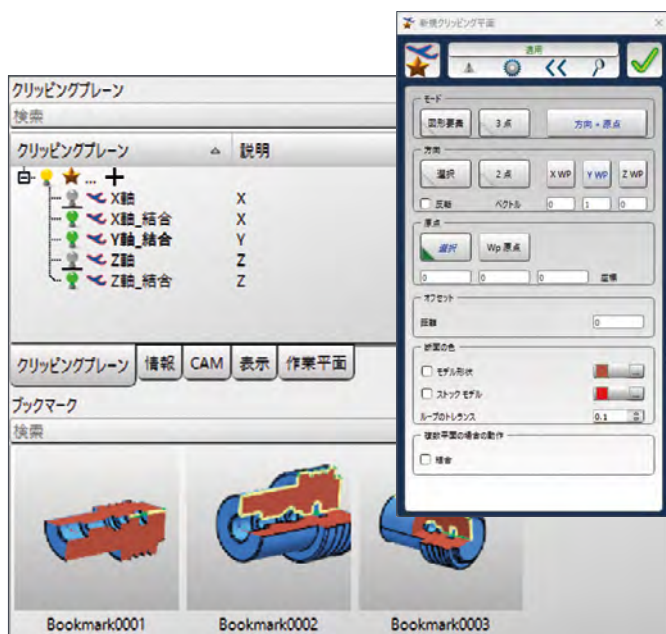 新規クリッピング平面
適用
モード
図形要素
3 点
方向 + 原点
方向
選択
2 点
X WP
Y WP
Z WP
反転
ベクトル
0
1
0
原点
選択
Wp 原点
0
0
0
座標
オフセット
距離
0
断面の色
モデル形状
...
ストック モデル
...
ループのトレランス
0.1
複数平面の場合の動作
結合
クリッピングプレーン
検索
クリッピングプレーン
説明
...
X軸
X
X軸_結合
X
Y軸_結合
Y
Z軸
Z
Z軸_結合
Z
クリッピングプレーン
情報
CAM
表示
作業平面
ブックマーク
検索
Bookmark0001
Bookmark0002
Bookmark0003